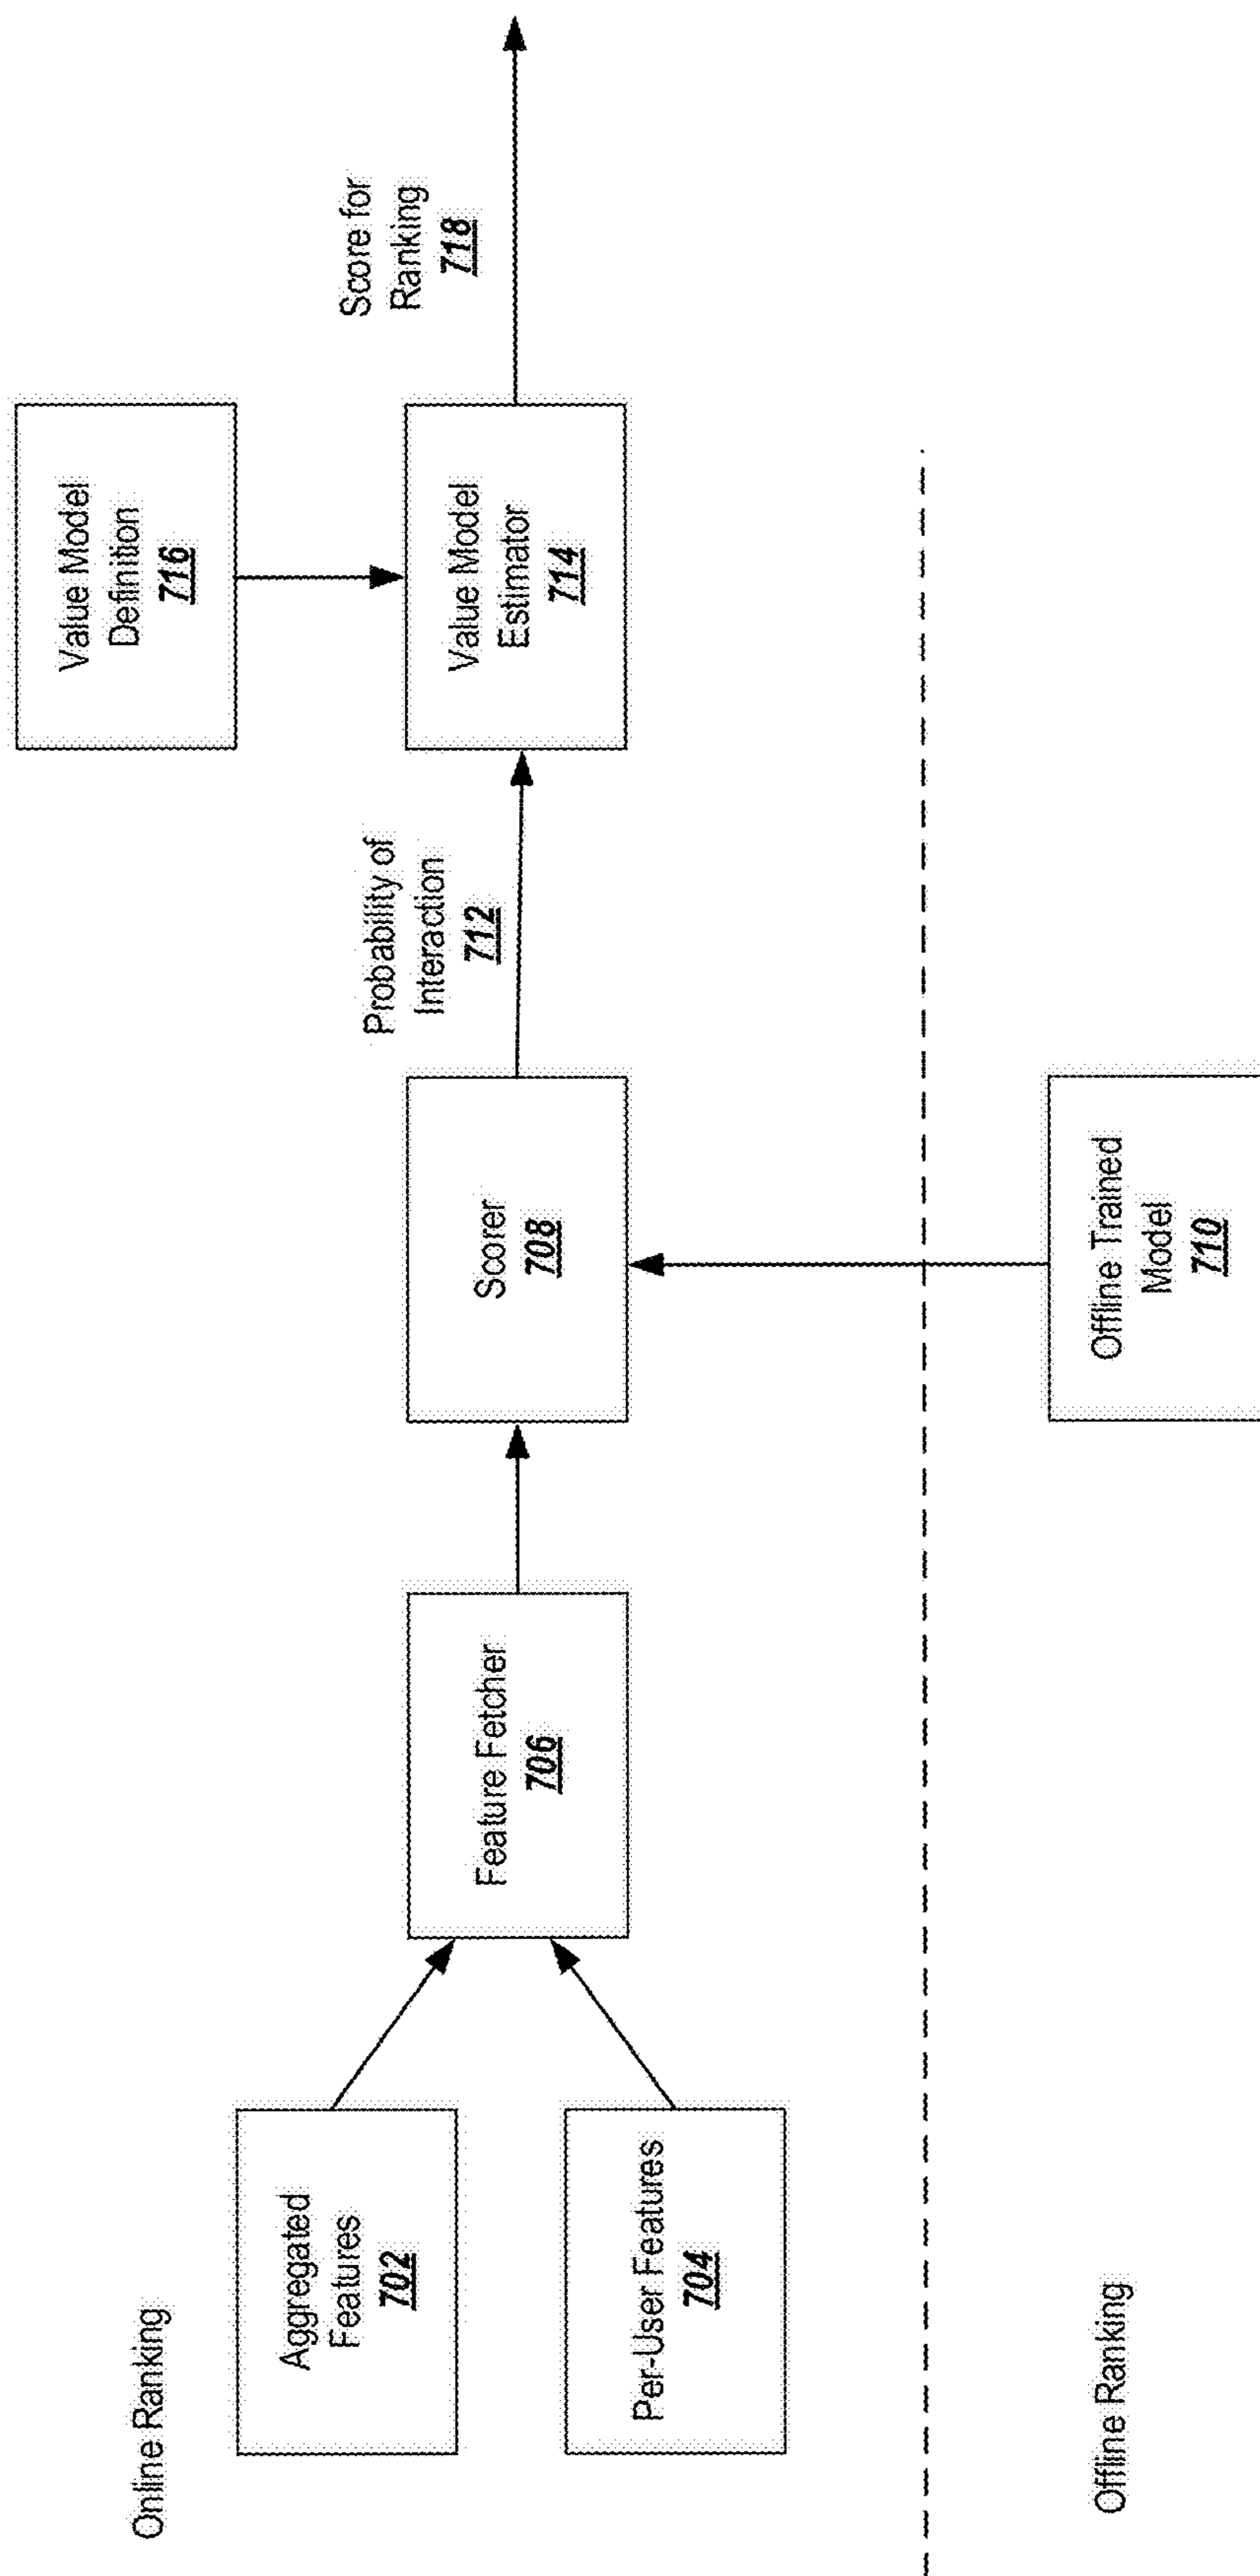 Online Ranking
Aggregated
Features
702
Per-User Features
704
Feature Fetcher
706
Scorer
708
Probability of
Interaction
712
Value Model
Definition
716
Value Model
Estimator
714
Score for
Ranking
718
Offline Ranking
Offline Trained
Model
710